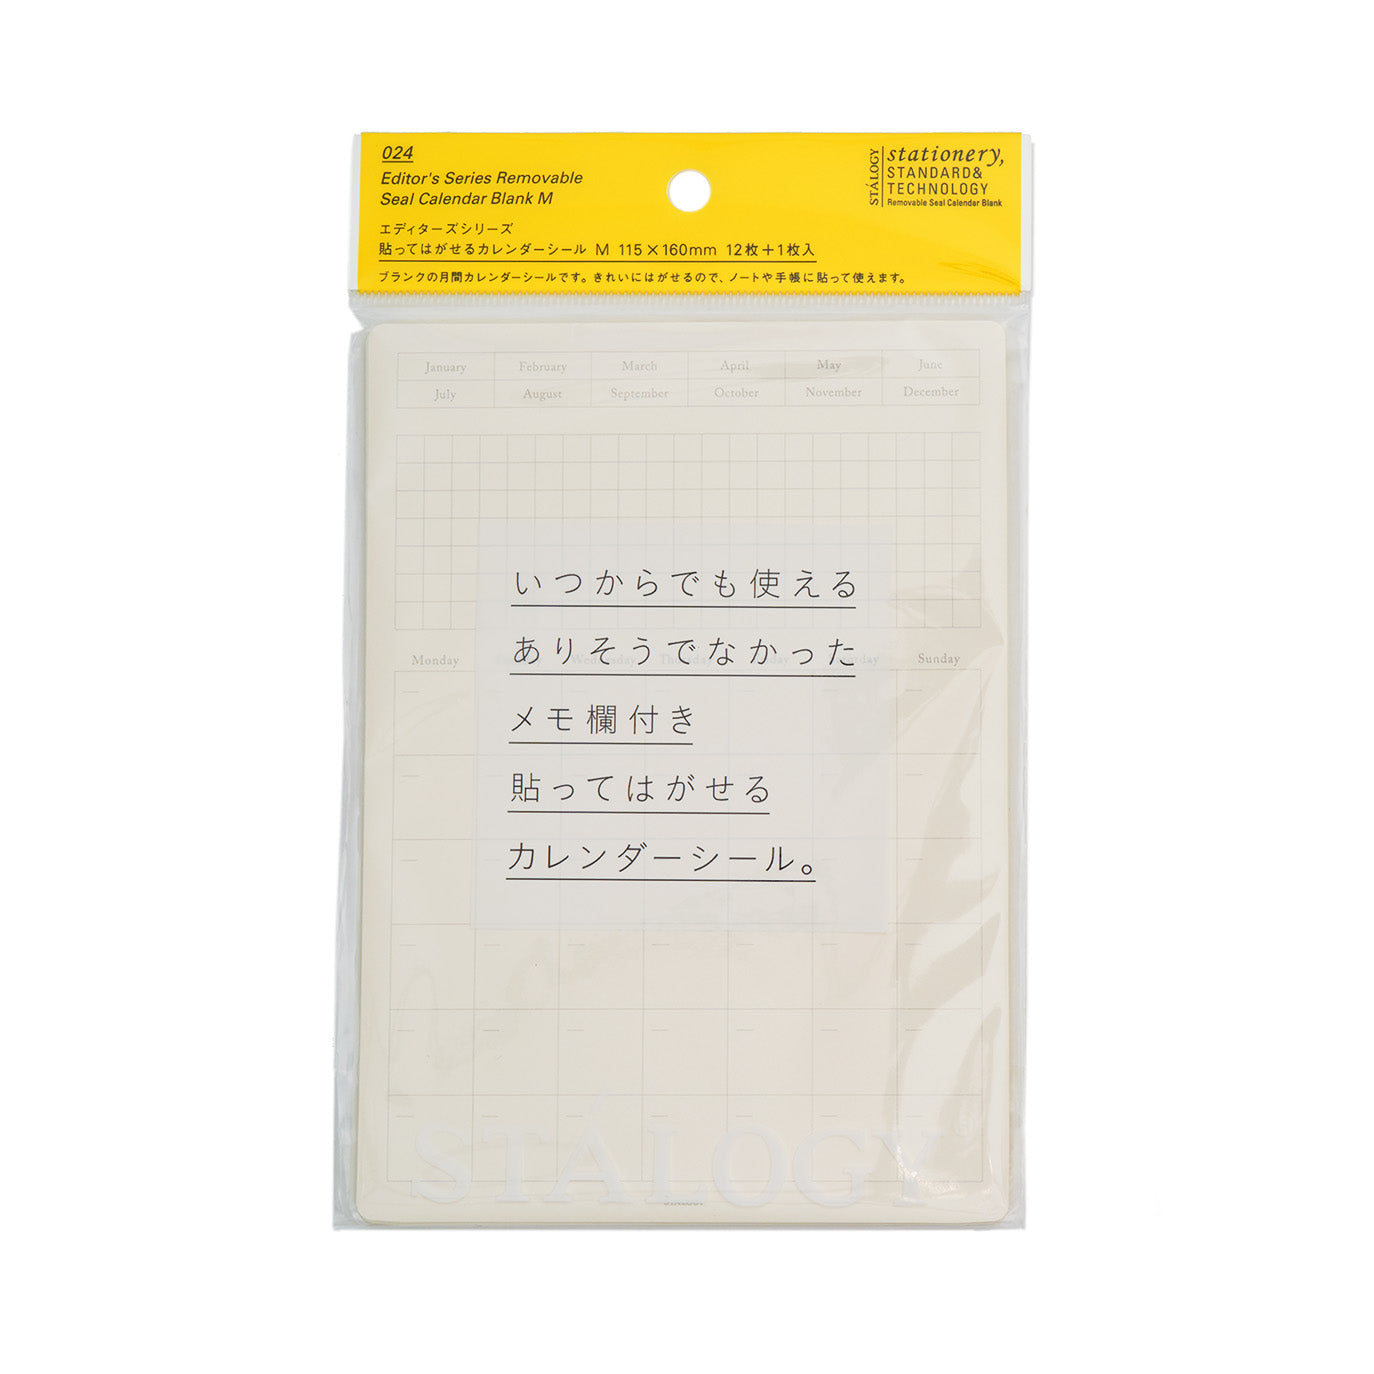 024
Editor's Series Removable
Seal Calendar Blank M
エディターズシリーズ
貼ってはがせるカレンダーシール M 115×160mm 12枚+1枚入
ブランクの月間カレンダーシールです。きれいにはがせるので、ノートや手帳に貼って使えます。
STÁLOGY
stationery,
STANDARD&
TECHNOLOGY
Removable Seal Calendar Blank
January February March April May June
July August September October November December
いつからでも使える
ありそうでなかった
Monday Wednesday Sunday
メモ欄付き
貼ってはがせる
カレンダーシール。
STALOGY
STALOGY